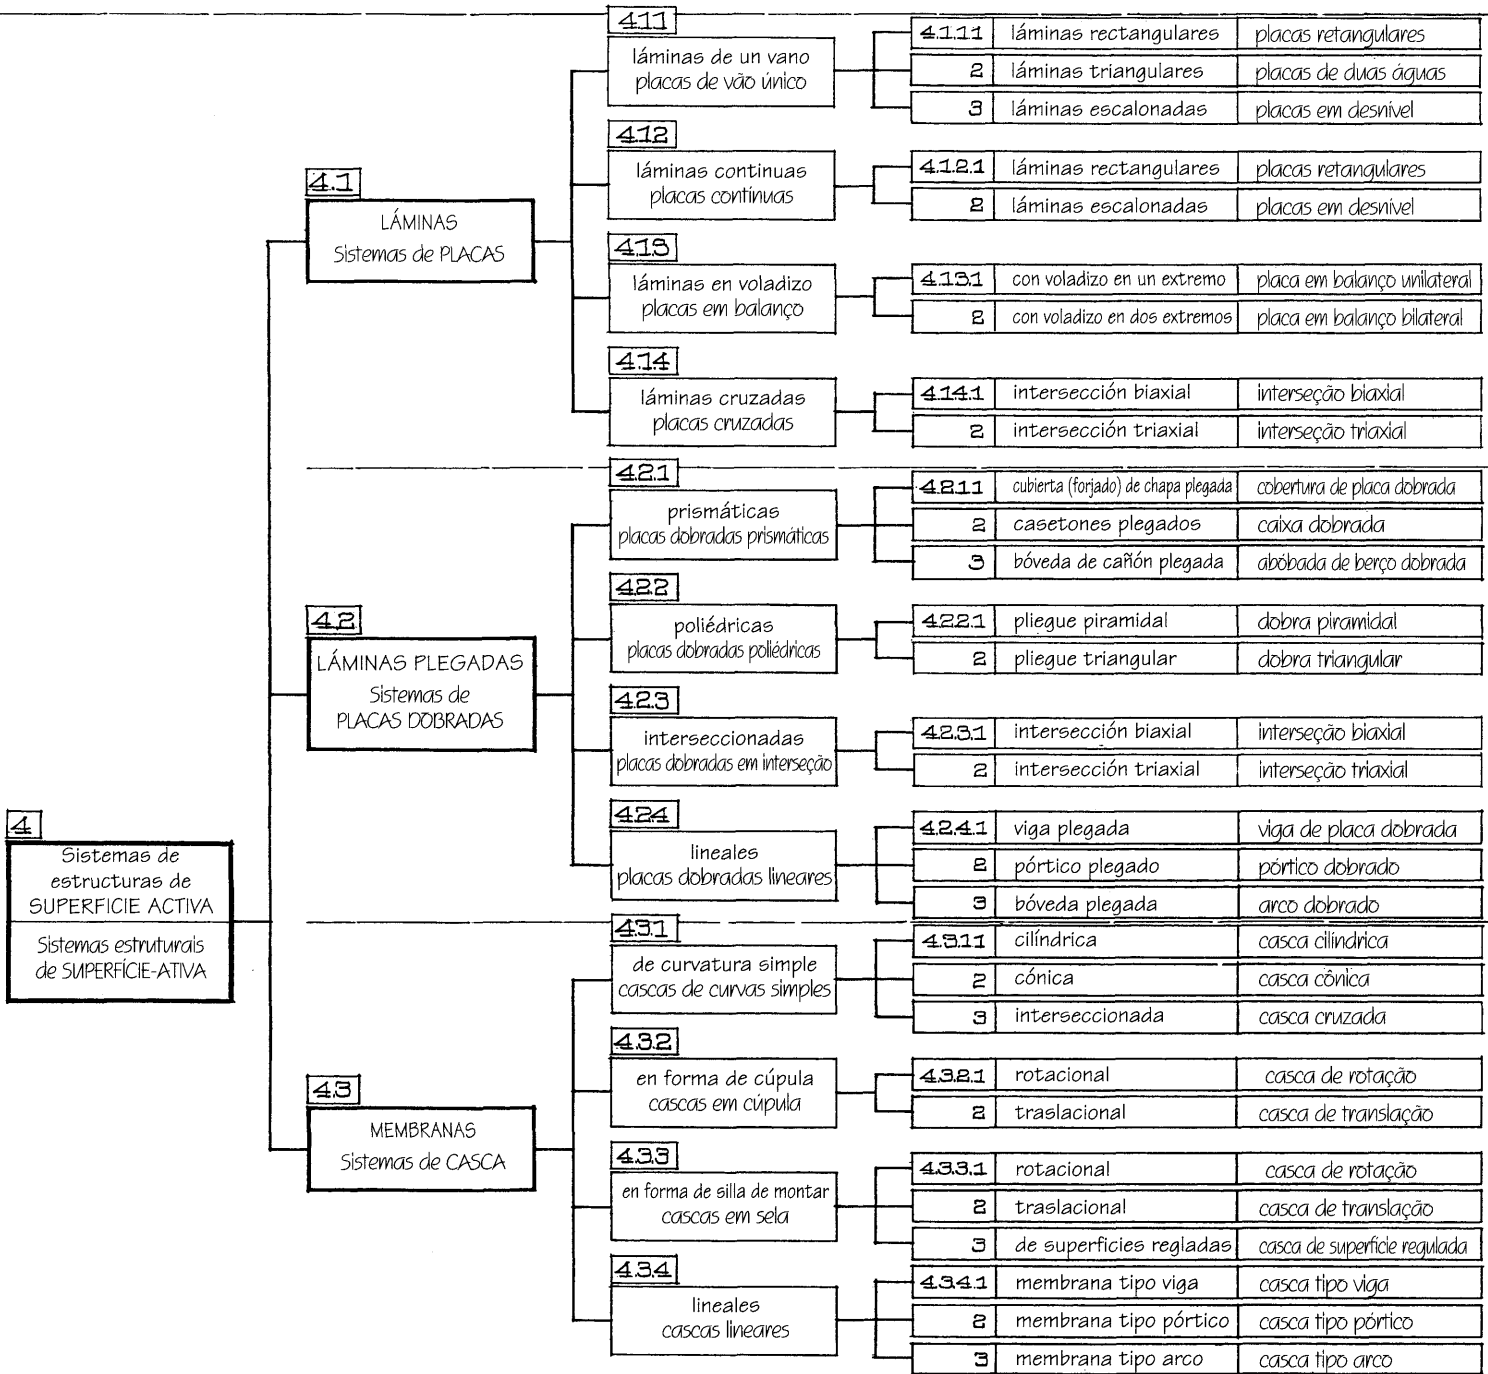 4
Sistemas de
estructuras de
SUPERFICIE ACTIVA
Sistemas estruturais
de SUPERFÍCIE-ATIVA
4.1
LÁMINAS
Sistemas de PLACAS
4.1.1
láminas de un vano
placas de vão único
4.1.1.1 láminas rectangulares placas retangulares
2 láminas triangulares placas de duas águas
3 láminas escalonadas placas em desnível
4.1.2
láminas continuas
placas contínuas
4.1.2.1 láminas rectangulares placas retangulares
2 láminas escalonadas placas em desnível
4.1.3
láminas en voladizo
placas em balanço
4.1.3.1 con voladizo en un extremo placa em balanço unilateral
2 con voladizo en dos extremos placa em balanço bilateral
4.1.4
láminas cruzadas
placas cruzadas
4.1.4.1 intersección biaxial interseção biaxial
2 intersección triaxial interseção triaxial
4.2
LÁMINAS PLEGADAS
Sistemas de
PLACAS DOBRADAS
4.2.1
prismáticas
placas dobradas prismáticas
4.2.1.1 cubierta (forjado) de chapa plegada cobertura de placa dobrada
2 casetones plegados caixa dobrada
3 bóveda de cañón plegada abóbada de berço dobrada
4.2.2
poliédricas
placas dobradas poliédricas
4.2.2.1 pliegue piramidal dobra piramidal
2 pliegue triangular dobra triangular
4.2.3
interseccionadas
placas dobradas em interseção
4.2.3.1 intersección biaxial interseção biaxial
2 intersección triaxial interseção triaxial
4.2.4
lineales
placas dobradas lineares
4.2.4.1 viga plegada viga de placa dobrada
2 pórtico plegado pórtico dobrado
3 bóveda plegada arco dobrado
4.3
MEMBRANAS
Sistemas de CASCA
4.3.1
de curvatura simple
cascas de curvas simples
4.3.1.1 cilíndrica casca cilíndrica
2 cónica casca cônica
3 interseccionada casca cruzada
4.3.2
en forma de cúpula
cascas em cúpula
4.3.2.1 rotacional casca de rotação
2 traslacional casca de translação
4.3.3
en forma de silla de montar
cascas em sela
4.3.3.1 rotacional casca de rotação
2 traslacional casca de translação
3 de superficies regladas casca de superfície regulada
4.3.4
lineales
cascas lineares
4.3.4.1 membrana tipo viga casca tipo viga
2 membrana tipo pórtico casca tipo pórtico
3 membrana tipo arco casca tipo arco